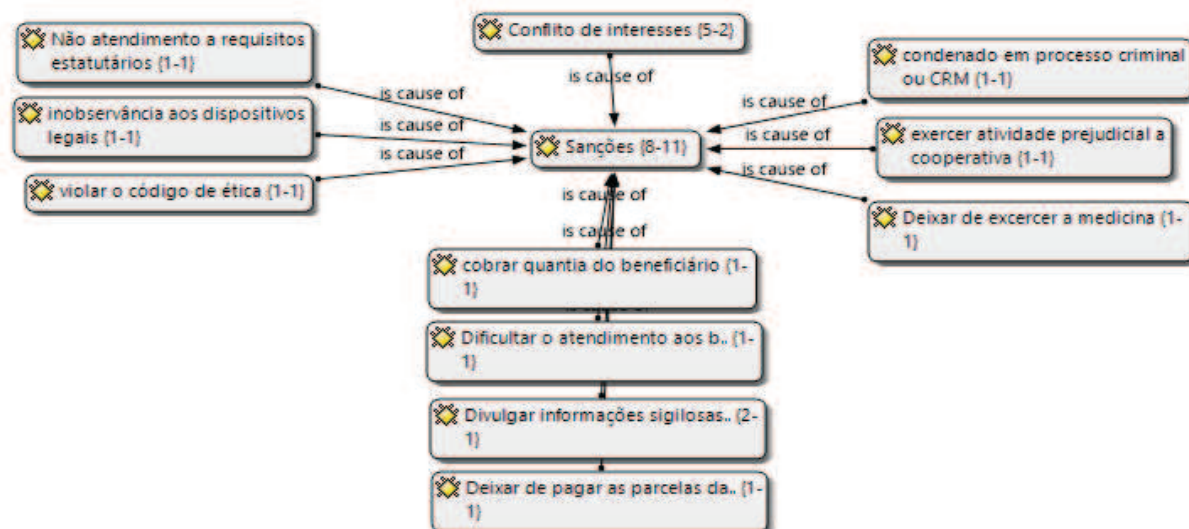 Não atendimento a requisitos
estatutários {1-1}
Conflito de interesses {5-2}
condenado em processo criminal
ou CRM {1-1}
is cause of
is cause of
is cause of
inobservância aos dispositivos
legais {1-1}
is cause of
is cause of
exercer atividade prejudicial a
cooperativa {1-1}
Sanções {8-11}
is cause of
is cause of
violar o código de ética {1-1}
is cause of
Deixar de excercer a medicina {1-
1}
is cause of
cobrar quantia do beneficiário {1-
1}
is cause of
Dificultar o atendimento aos b.. {1-
1}
Divulgar informações sigilosas.. {2-
1}
Deixar de pagar as parcelas da.. {1-
1}